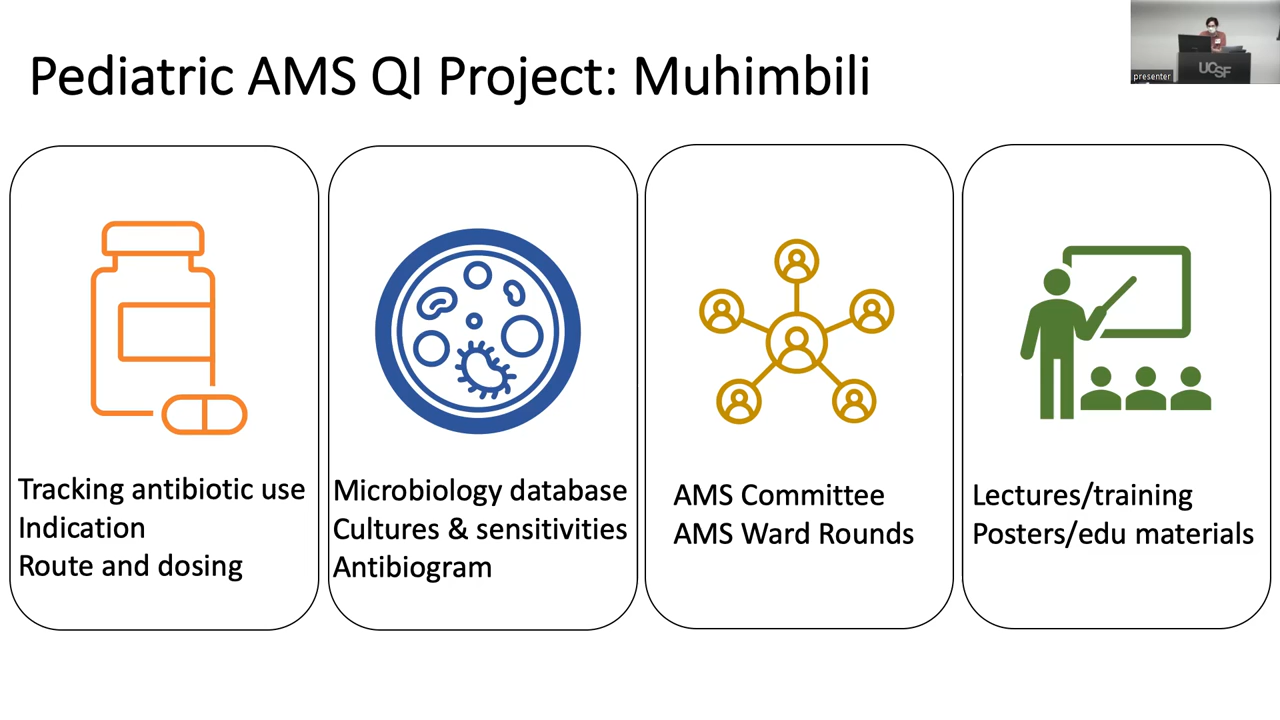 Pediatric AMS QI Project: Muhimbili
presenter
UCSF
Tracking antibiotic use
Indication
Route and dosing
Microbiology database
Cultures & sensitivities
Antibiogram
AMS Committee
AMS Ward Rounds
Lectures/training
Posters/edu materials